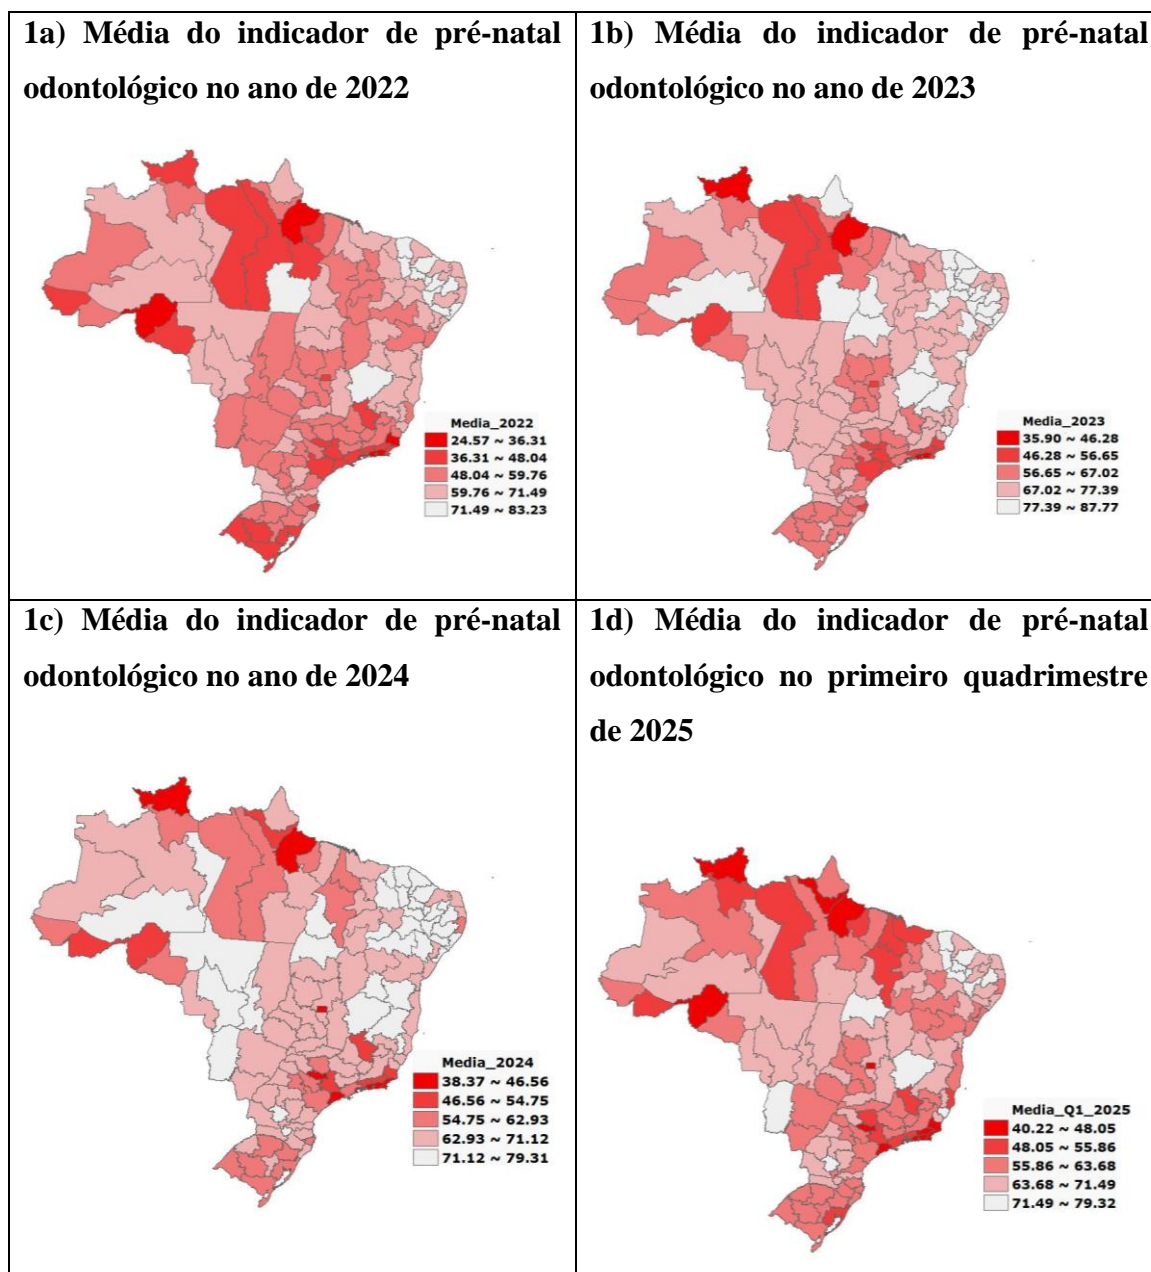 1a) Média do indicador de pré-natal
odontológico no ano de 2022
Media_2022
24.57 ~ 36.31
36.31 ~ 48.04
48.04 ~ 59.76
59.76 ~ 71.49
71.49 ~ 83.23
1b) Média do indicador de pré-natal
odontológico no ano de 2023
Media_2023
35.90 ~ 46.28
46.28 ~ 56.65
56.65 ~ 67.02
67.02 ~ 77.39
77.39 ~ 87.77
1c) Média do indicador de pré-natal
odontológico no ano de 2024
Media_2024
38.37 ~ 46.56
46.56 ~ 54.75
54.75 ~ 62.93
62.93 ~ 71.12
71.12 ~ 79.31
1d) Média do indicador de pré-natal
odontológico no primeiro quadrimestre
de 2025
Media_Q1_2025
40.22 ~ 48.05
48.05 ~ 55.86
55.86 ~ 63.68
63.68 ~ 71.49
71.49 ~ 79.32